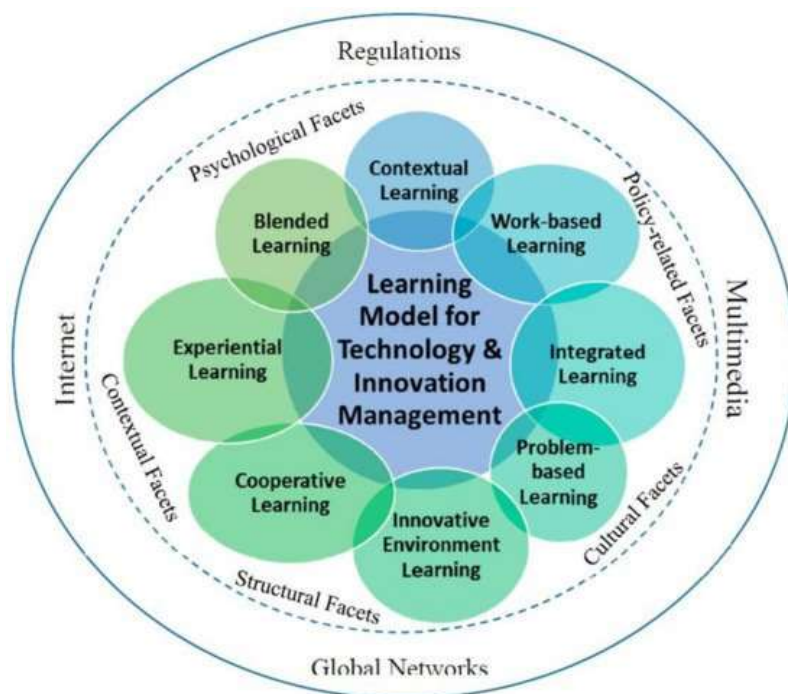 Regulations
Psychological Facets
Contextual
Learning
Blended
Learning
Work-based
Learning
Policy-related Facets
Learning
Model for
Technology &
Innovation
Management
Internet
Multimedia
Experiential
Learning
Integrated
Learning
Contextual Facets
Cooperative
Learning
Problem-
based
Learning
Cultural Facets
Innovative
Environment
Learning
Structural Facets
Global Networks